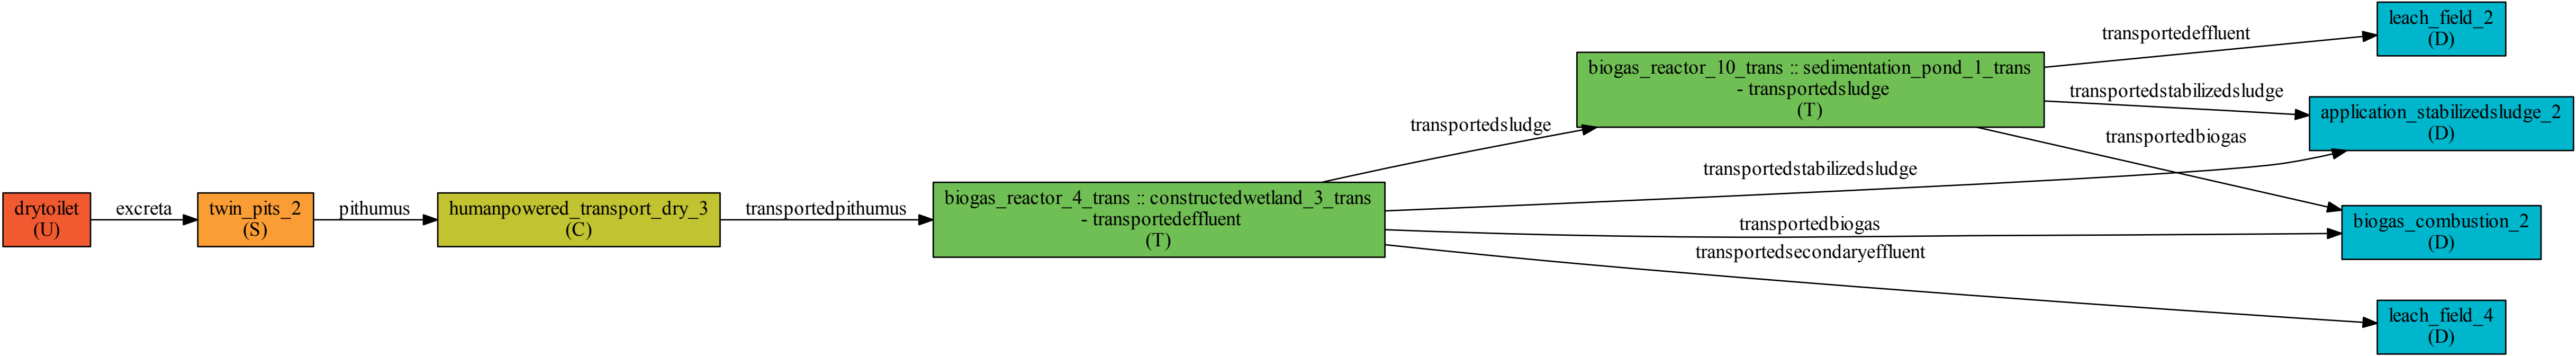 drytoilet
(U)
excreta
twin_pits_2
(S)
pithumus
humanpowered_transport_dry_3
(C)
transportedpithumus
biogas_reactor_4_trans :: constructedwetland_3_trans
- transportedeffluent
(T)
transportedsludge
biogas_reactor_10_trans :: sedimentation_pond_1_trans
- transportedsludge
(T)
transportedeffluent
transportedstabilizedsludge
transportedbiogas
transportedstabilizedsludge
transportedbiogas
transportedsecondaryeffluent
leach_field_2
(D)
application_stabilizedsludge_2
(D)
biogas_combustion_2
(D)
leach_field_4
(D)